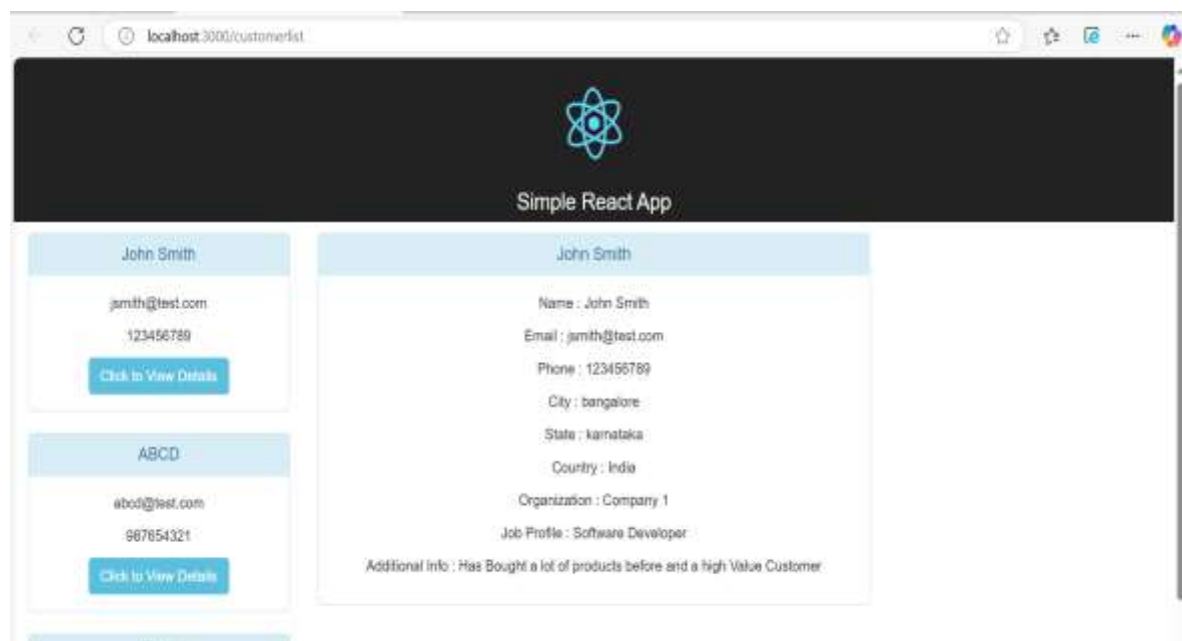 localhost:3000/customerlist
Simple React App
John Smith
jsmith@test.com
123456789
Click to View Details
ABCD
abcd@test.com
987654321
Click to View Details
John Smith
Name : John Smith
Email : jsmith@test.com
Phone : 123456789
City : bangalore
State : karnataka
Country : India
Organization : Company 1
Job Profile : Software Developer
Additional Info : Has Bought a lot of products before and a high Value Customer